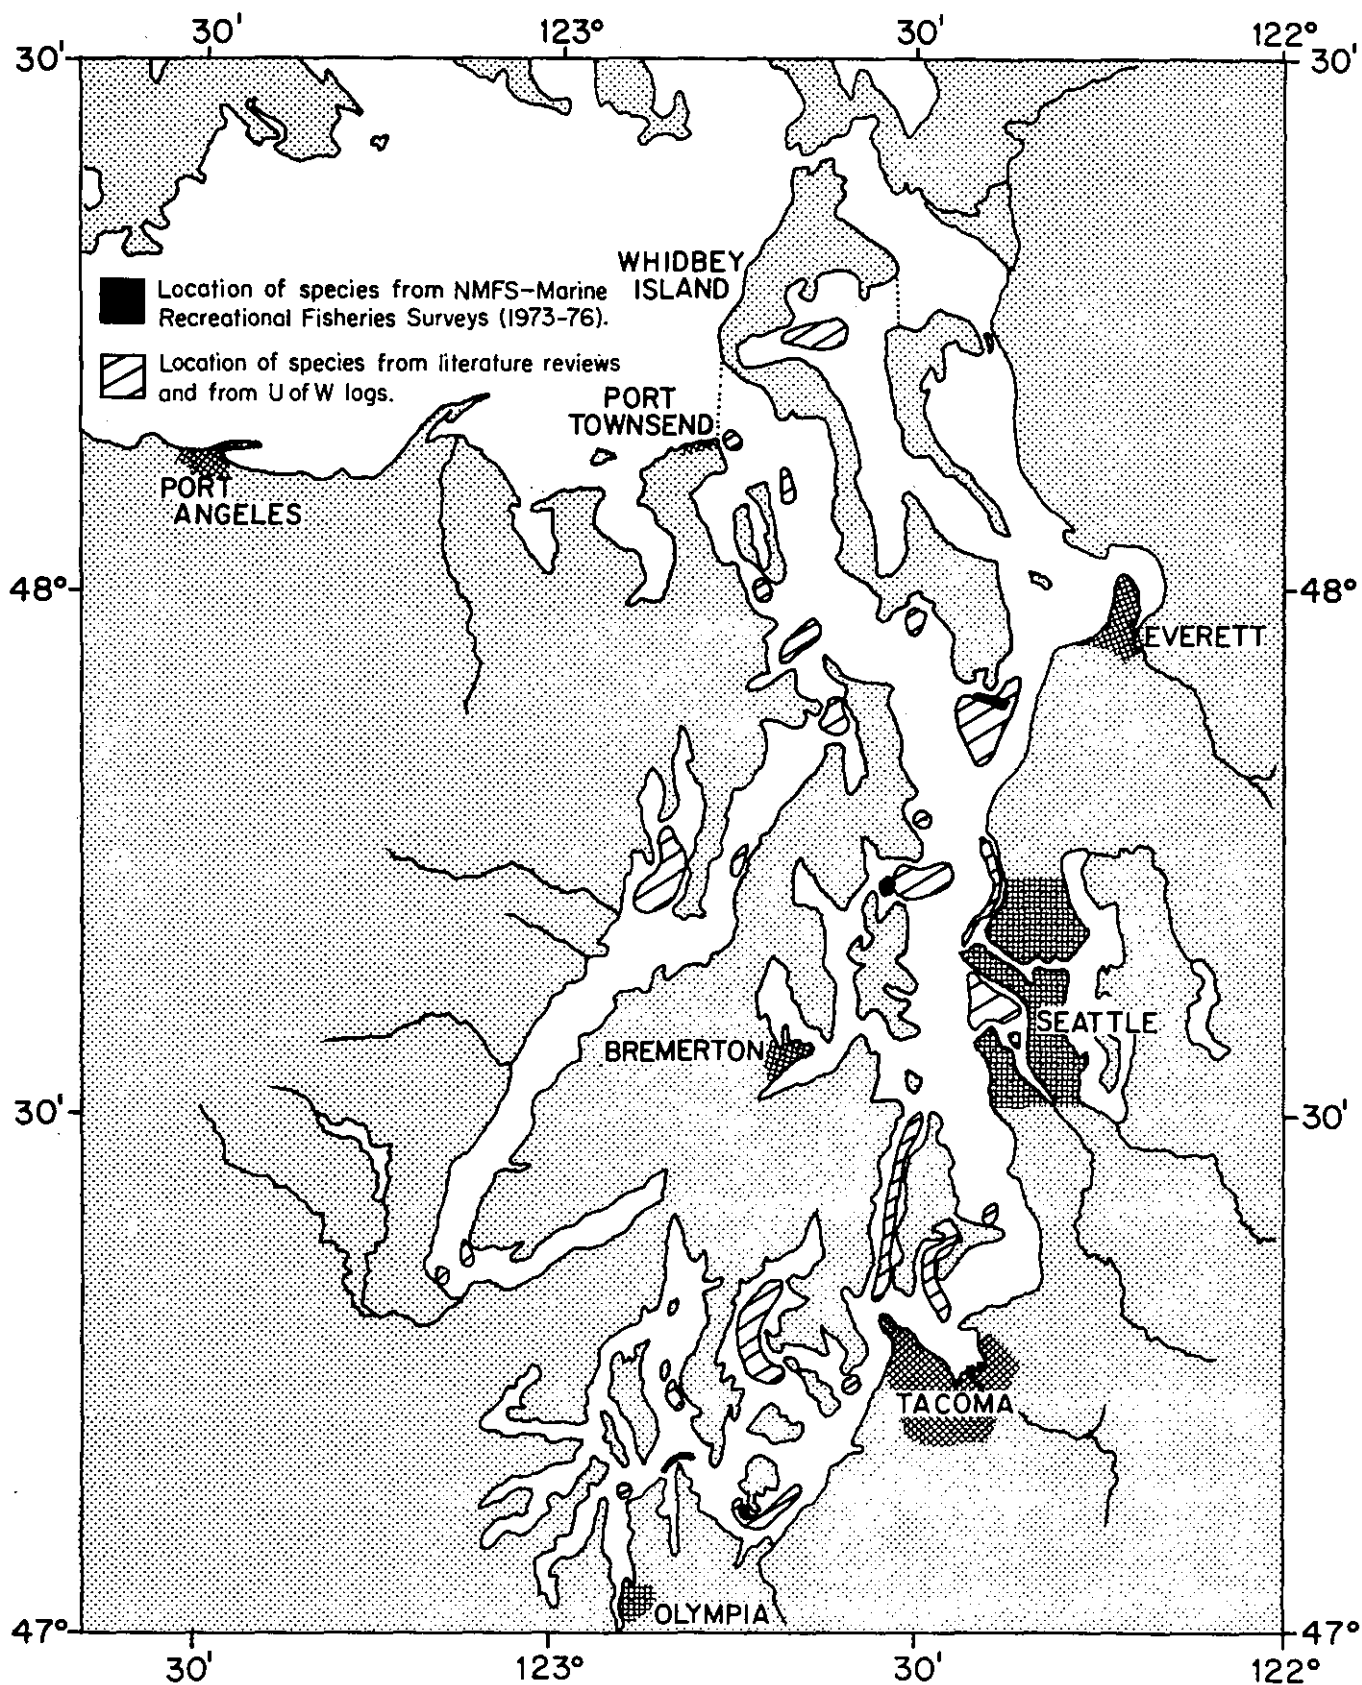 30' 123° 30' 122°
30' 30'
WHIDBEY
ISLAND
Location of species from NMFS-Marine
Recreational Fisheries Surveys (1973-76).
Location of species from literature reviews
and from U of W logs.
PORT
TOWNSEND
PORT
ANGELES
48° 48°
EVERETT
SEATTLE
BREMERTON
30' 30'
TACOMA
OLYMPIA
47° 47°
30' 123° 30' 122°